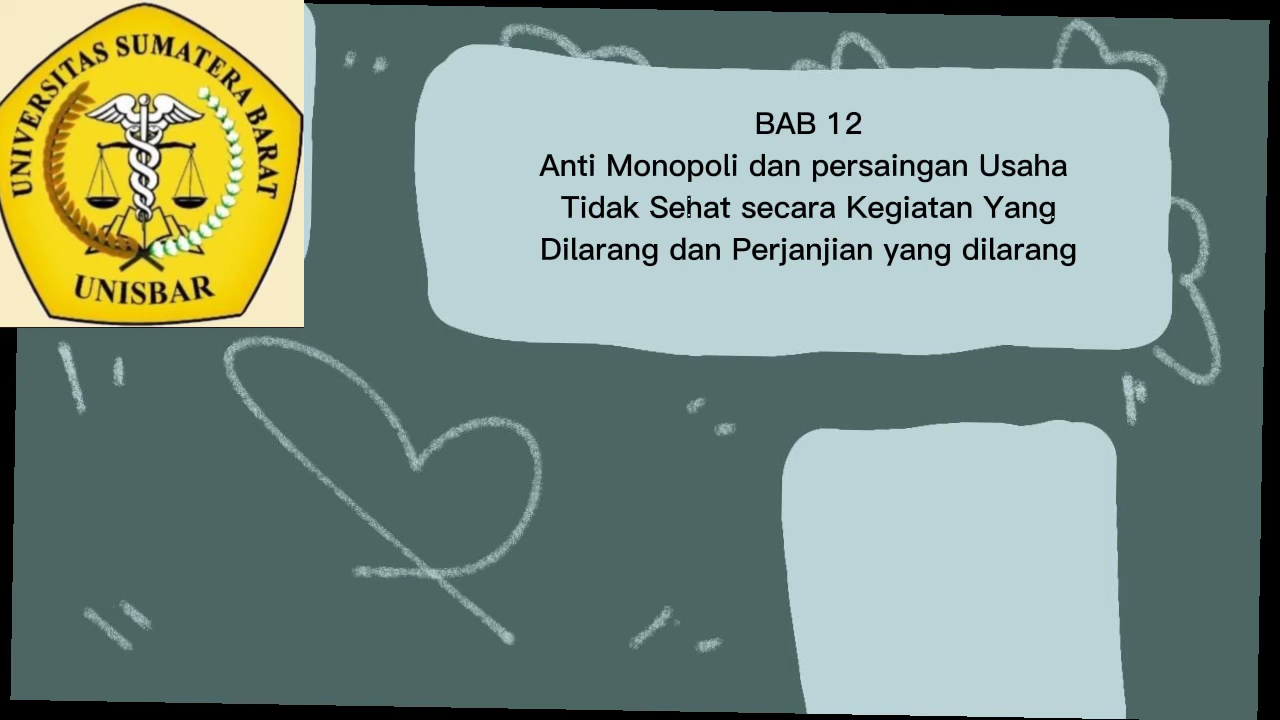 UNIVERSITAS SUMATERA BARAT
UNISBAR
BAB 12
Anti Monopoli dan persaingan Usaha
Tidak Sehat secara Kegiatan Yang
Dilarang dan Perjanjian yang dilarang